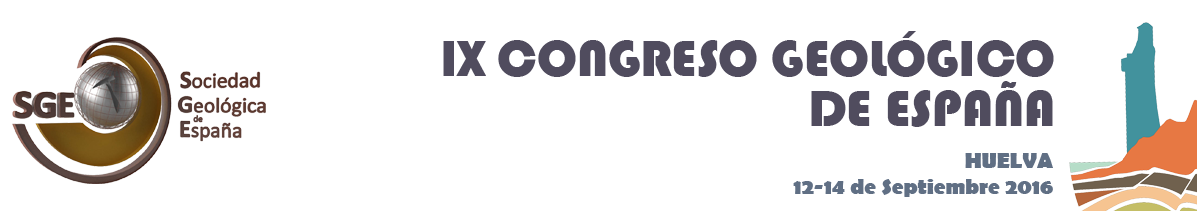 SGE
Sociedad
Geológica
de
España
IX CONGRESO GEOLÓGICO
DE ESPAÑA
HUELVA
12-14 de Septiembre 2016